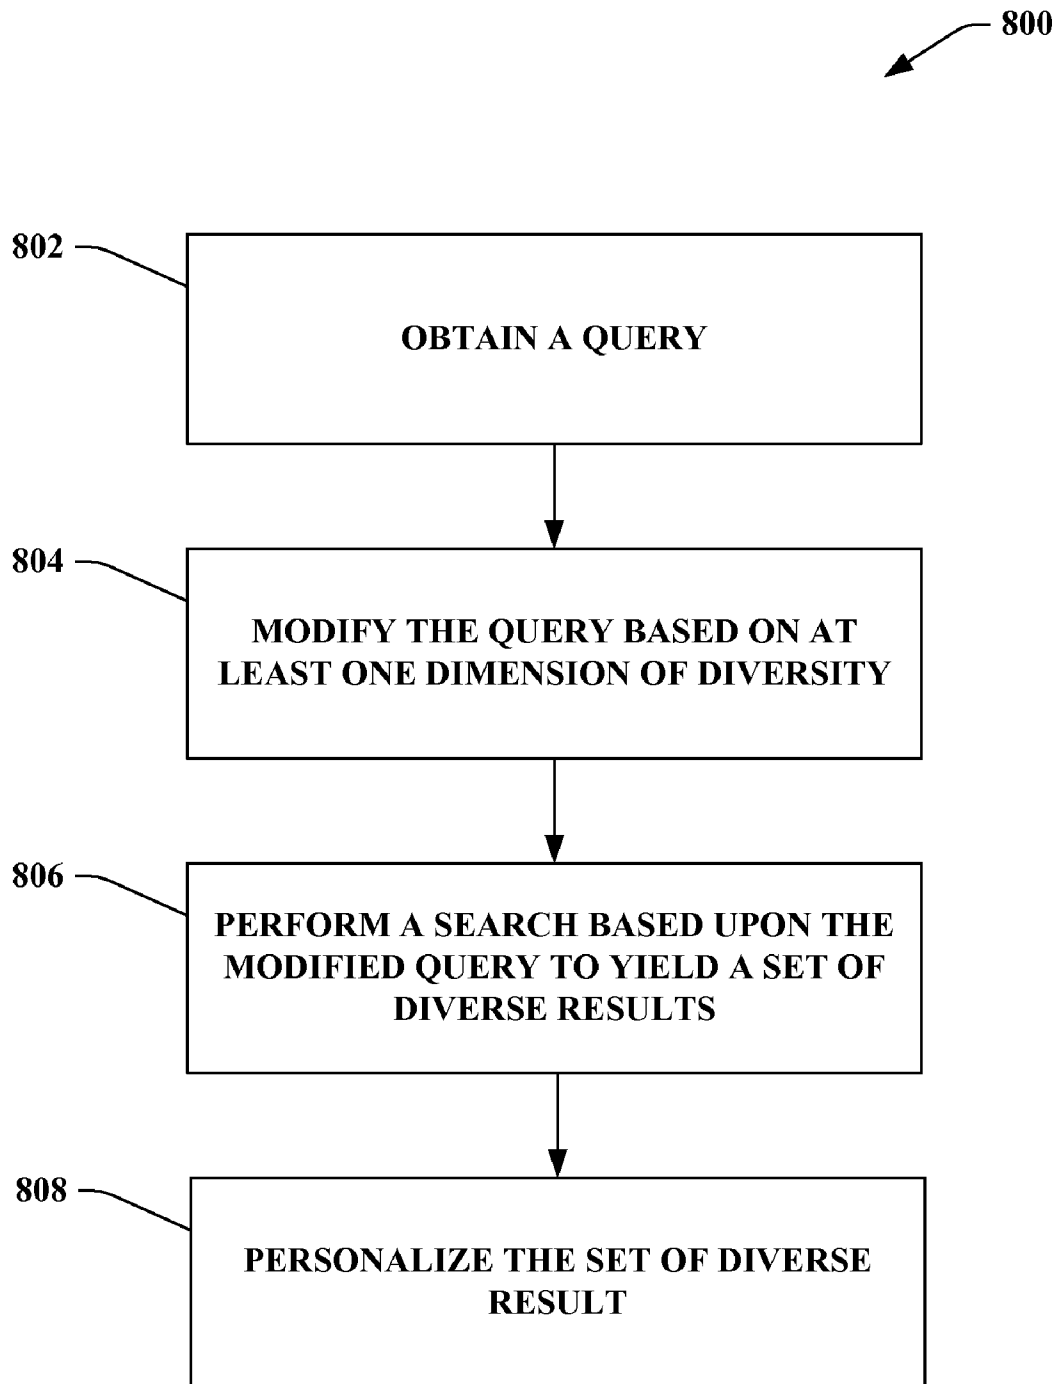 800
802
OBTAIN A QUERY
804
MODIFY THE QUERY BASED ON AT
LEAST ONE DIMENSION OF DIVERSITY
806
PERFORM A SEARCH BASED UPON THE
MODIFIED QUERY TO YIELD A SET OF
DIVERSE RESULTS
808
PERSONALIZE THE SET OF DIVERSE
RESULT